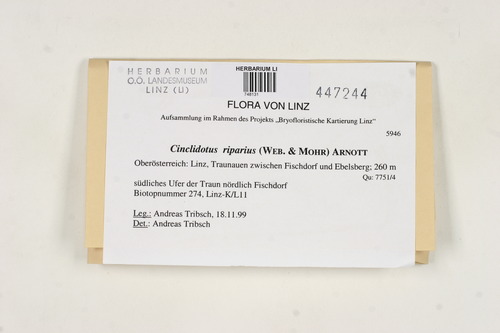 HERBARIUM
O.Ö. LANDESMUSEUM
LINZ (LI)
HERBARIUM LI
748131
447244
FLORA VON LINZ
Aufsammlung im Rahmen des Projekts „Bryofloristische Kartierung Linz"
5946
Cinclidotus riparius (WEB. & MOHR) ARNOTT
Oberösterreich: Linz, Traunauen zwischen Fischdorf und Ebelsberg; 260 m
Qu: 7751/4
südliches Ufer der Traun nördlich Fischdorf
Biotopnummer 274, Linz-K/L11
Leg.: Andreas Tribsch, 18.11.99
Det.: Andreas Tribsch